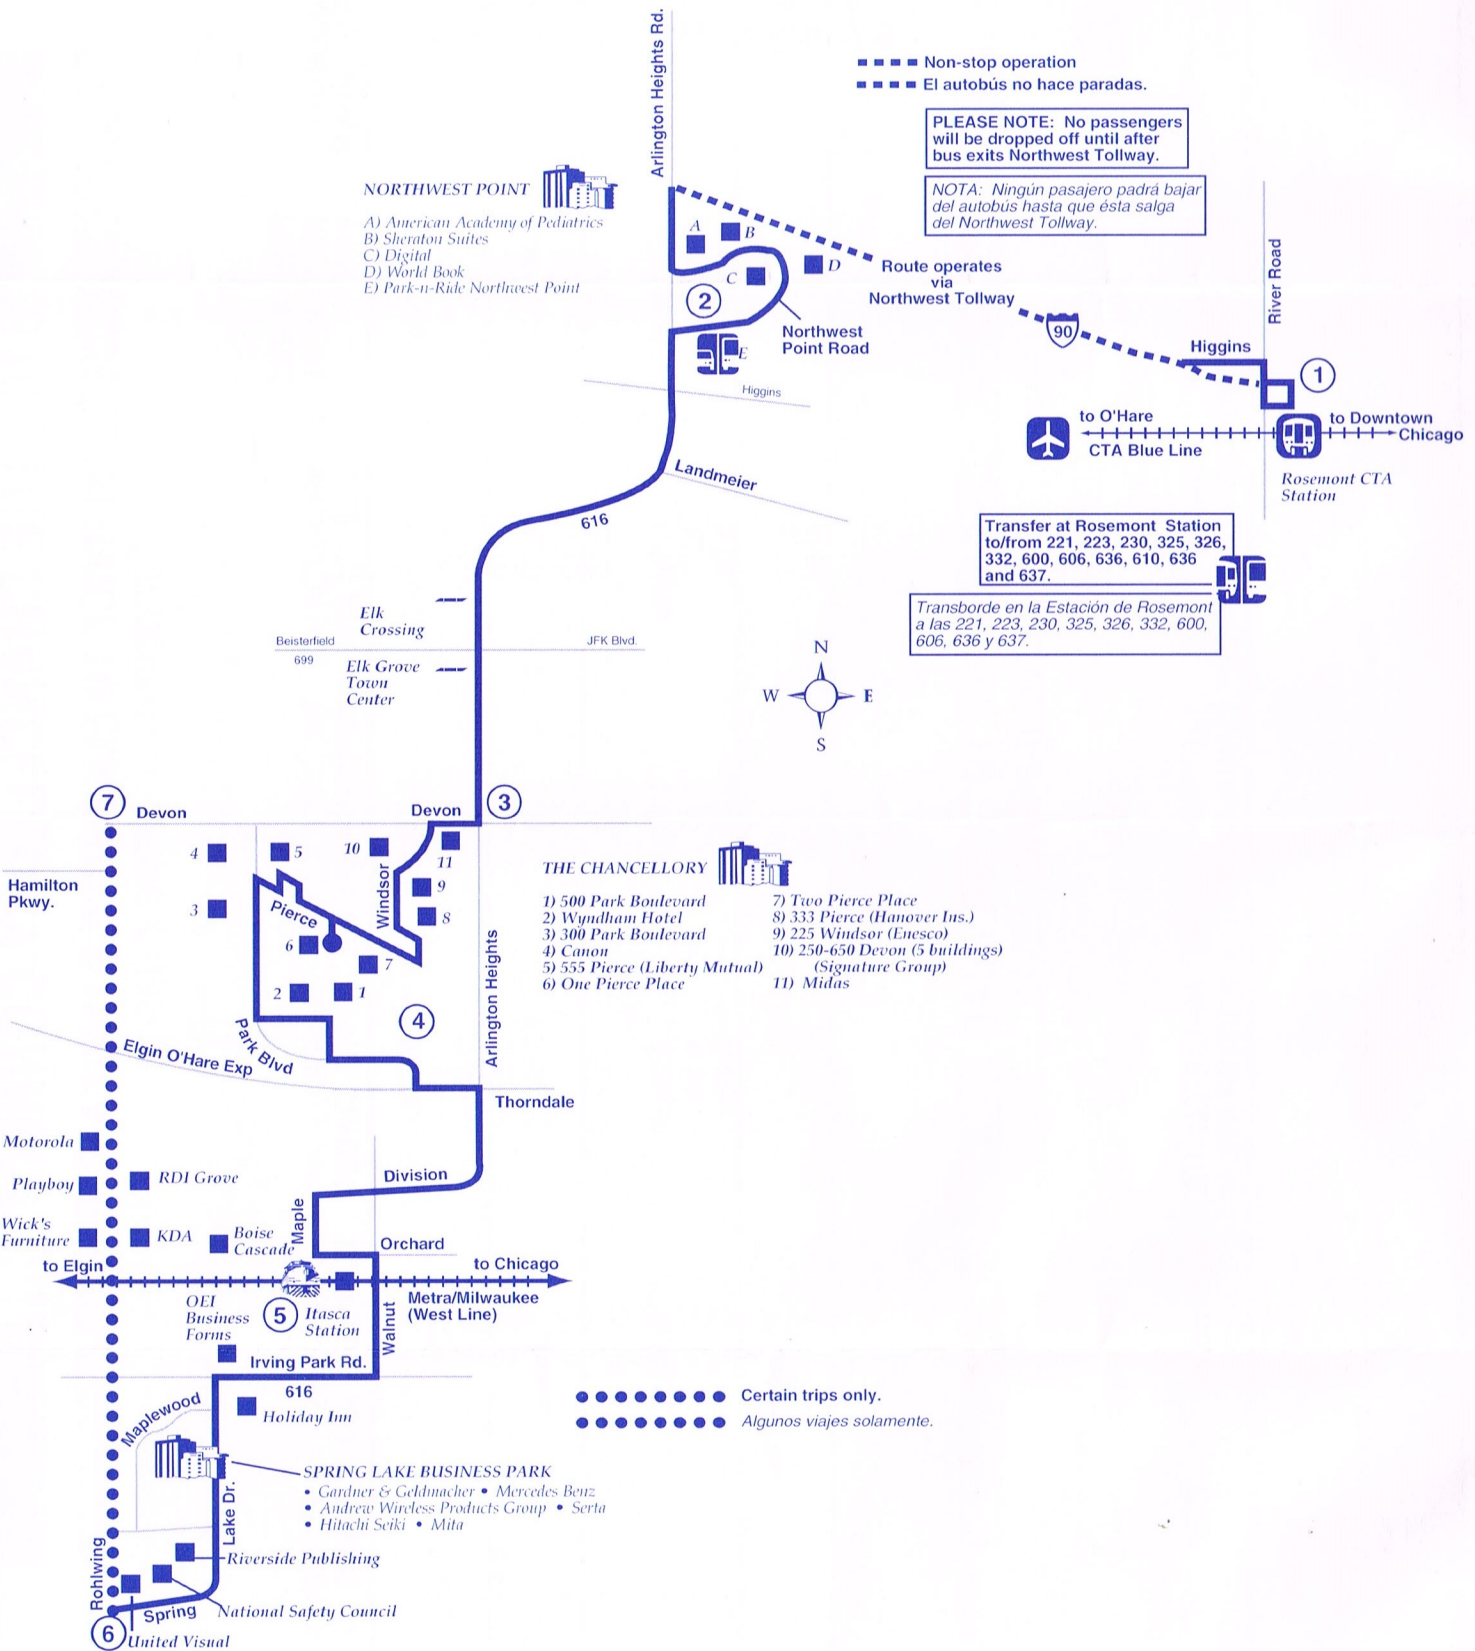 Arlington Heights Rd.
Non-stop operation
El autobús no hace paradas.
PLEASE NOTE: No passengers
will be dropped off until after
bus exits Northwest Tollway.
NOTA: Ningún pasajero padrá bajar
del autobús hasta que ésta salga
del Northwest Tollway.
NORTHWEST POINT
A) American Academy of Pediatrics
B) Sheraton Suites
C) Digital
D) World Book
E) Park-n-Ride Northwest Point
A
B
C
D
E
2
Northwest
Point Road
Route operates
via
Northwest Tollway
90
River Road
Higgins
1
to O'Hare
CTA Blue Line
to Downtown
Chicago
Rosemont CTA
Station
Higgins
Landmeier
616
Transfer at Rosemont Station
to/from 221, 223, 230, 325, 326,
332, 600, 606, 636, 610, 636
and 637.
Transborde en la Estación de Rosemont
a las 221, 223, 230, 325, 326, 332, 600,
606, 636 y 637.
Elk
Crossing
Beisterfield
JFK Blvd.
699
Elk Grove
Town
Center
N
W
E
S
7
Devon
Devon
3
4
5
10
11
Hamilton
Pkwy.
3
Pierce
Windsor
9
8
6
7
2
1
4
Arlington Heights
THE CHANCELLORY
1) 500 Park Boulevard
2) Wyndham Hotel
3) 300 Park Boulevard
4) Canon
5) 555 Pierce (Liberty Mutual)
6) One Pierce Place
7) Two Pierce Place
8) 333 Pierce (Hanover Ins.)
9) 225 Windsor (Enesco)
10) 250-650 Devon (5 buildings)
(Signature Group)
11) Midas
Park Blvd
Elgin O'Hare Exp
Thorndale
Motorola
Playboy
RDI Grove
Division
Wick's
Furniture
KDA
Boise
Cascade
Maple
Orchard
to Elgin
to Chicago
OEI
Business
Forms
5
Itasca
Station
Metra/Milwaukee
(West Line)
Walnut
Irving Park Rd.
616
Certain trips only.
Algunos viajes solamente.
Maplewood
Holiday Inn
SPRING LAKE BUSINESS PARK
• Gardner & Geldmacher • Mercedes Benz
• Andrew Wireless Products Group • Serta
• Hitachi Seiki • Mita
Lake Dr.
Rohlwing
Riverside Publishing
Spring
National Safety Council
6
United Visual